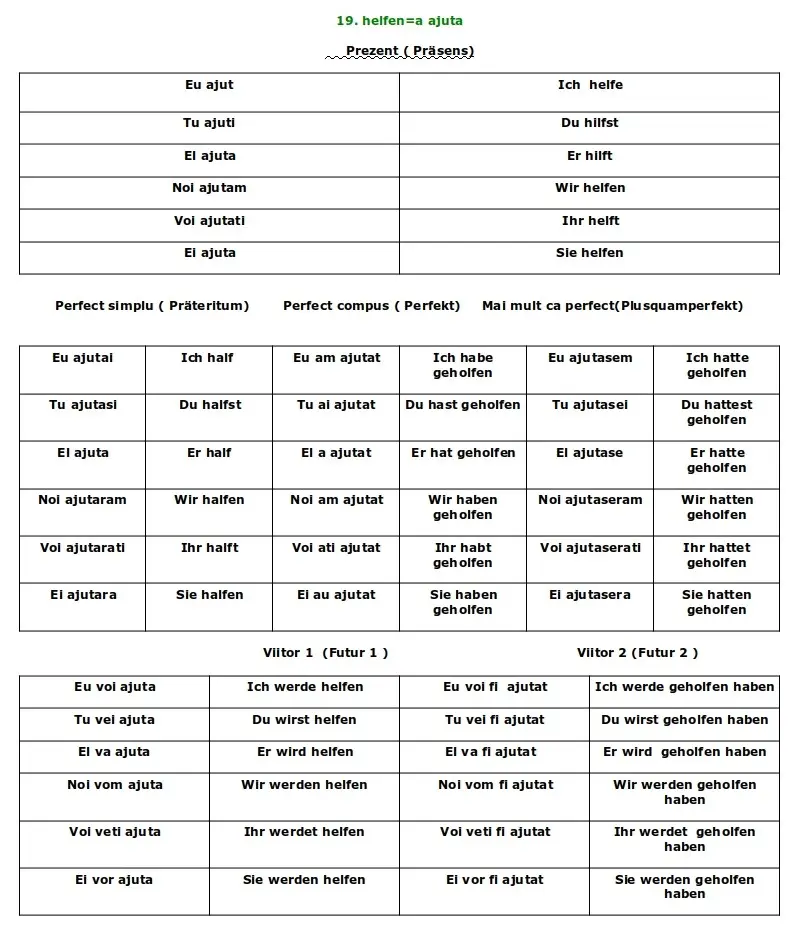 19. helfen=a ajuta
Prezent ( Präsens)
Eu ajut Ich helfe
Tu ajuti Du hilfst
El ajuta Er hilft
Noi ajutam Wir helfen
Voi ajutati Ihr helft
Ei ajuta Sie helfen
Perfect simplu ( Präteritum) Perfect compus ( Perfekt) Mai mult ca perfect(Plusquamperfekt)
Eu ajutai Ich half Eu am ajutat Ich habe geholfen Eu ajutasem Ich hatte geholfen
Tu ajutasi Du halfst Tu ai ajutat Du hast geholfen Tu ajutasei Du hattest geholfen
El ajuta Er half El a ajutat Er hat geholfen El ajutase Er hatte geholfen
Noi ajutaram Wir halfen Noi am ajutat Wir haben geholfen Noi ajutaseram Wir hatten geholfen
Voi ajutarati Ihr halft Voi ati ajutat Ihr habt geholfen Voi ajutaserati Ihr hattet geholfen
Ei ajutara Sie halfen Ei au ajutat Sie haben geholfen Ei ajutasera Sie hatten geholfen
Viitor 1 (Futur 1 ) Viitor 2 (Futur 2 )
Eu voi ajuta Ich werde helfen Eu voi fi ajutat Ich werde geholfen haben
Tu vei ajuta Du wirst helfen Tu vei fi ajutat Du wirst geholfen haben
El va ajuta Er wird helfen El va fi ajutat Er wird geholfen haben
Noi vom ajuta Wir werden helfen Noi vom fi ajutat Wir werden geholfen haben
Voi veti ajuta Ihr werdet helfen Voi veti fi ajutat Ihr werdet geholfen haben
Ei vor ajuta Sie werden helfen Ei vor fi ajutat Sie werden geholfen haben